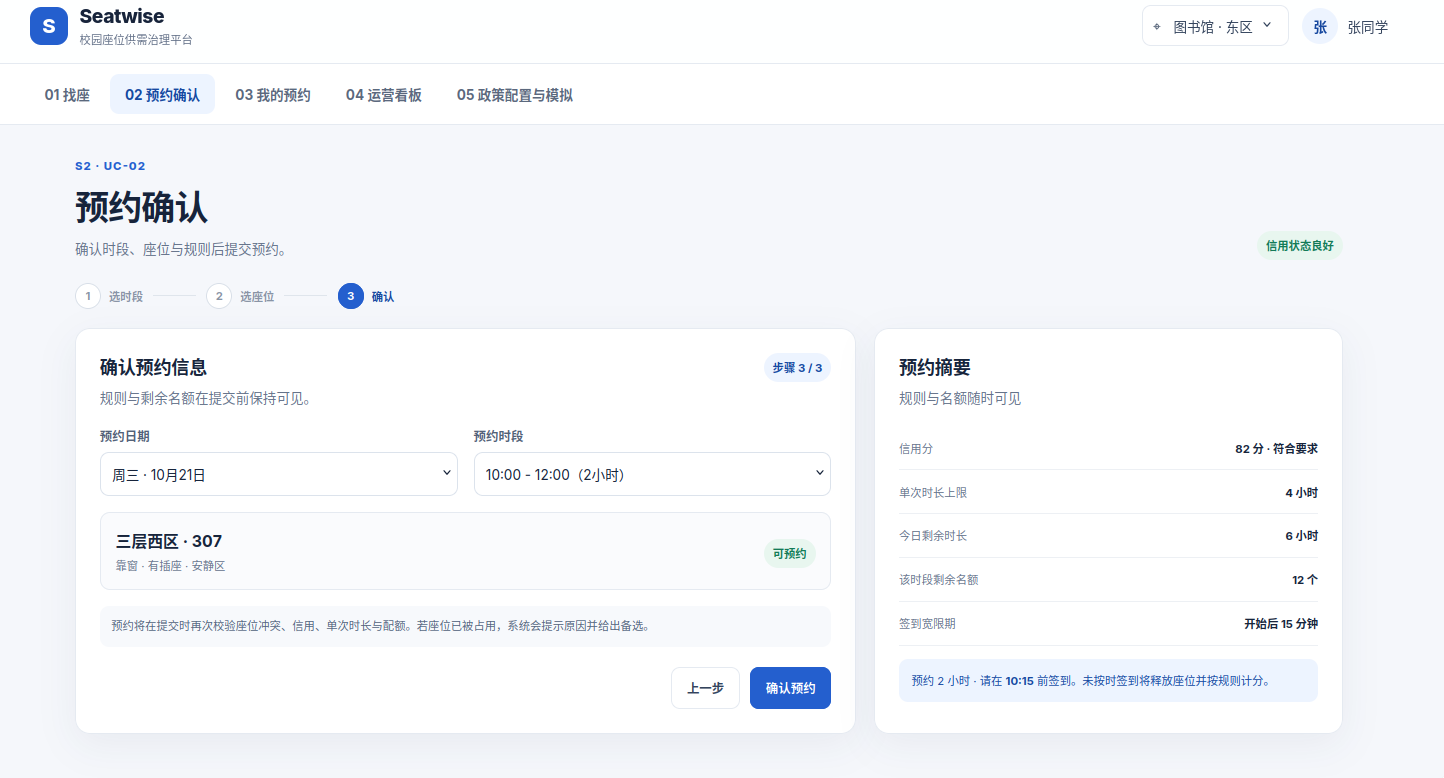 S
Seatwise
校园座位供需治理平台
图书馆 · 东区
张
张同学
01 找座
02 预约确认
03 我的预约
04 运营看板
05 政策配置与模拟
S2 · UC-02
预约确认
确认时段、座位与规则后提交预约。
信用状态良好
1 选时段
2 选座位
3 确认
确认预约信息
步骤 3 / 3
规则与剩余名额在提交前保持可见。
预约日期
预约时段
周三 · 10月21日
10:00 - 12:00（2小时）
三层西区 · 307
靠窗 · 有插座 · 安静区
可预约
预约将在提交时再次校验座位冲突、信用、单次时长与配额。若座位已被占用，系统会提示原因并给出备选。
上一步
确认预约
预约摘要
规则与名额随时可见
信用分 82 分 · 符合要求
单次时长上限 4 小时
今日剩余时长 6 小时
该时段剩余名额 12 个
签到宽限期 开始后 15 分钟
预约 2 小时 · 请在 10:15 前签到。未按时签到将释放座位并按规则计分。